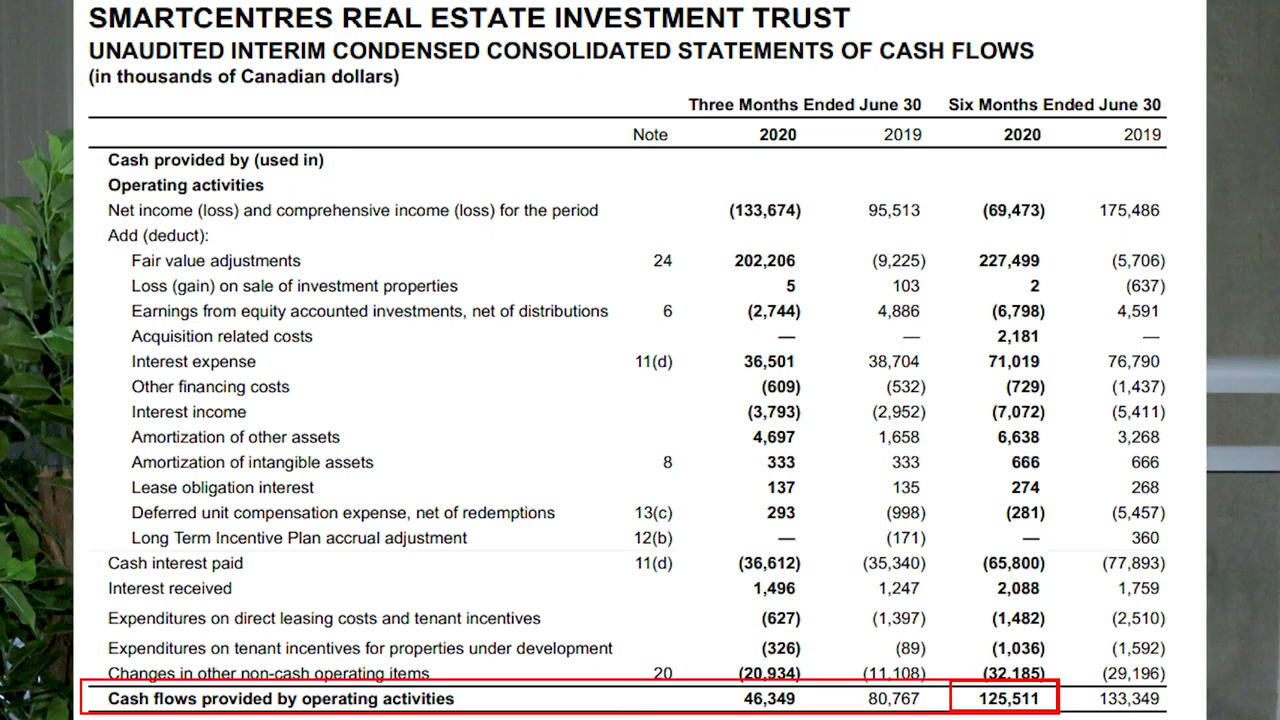 SMARTCENTRES REAL ESTATE INVESTMENT TRUST
UNAUDITED INTERIM CONDENSED CONSOLIDATED STATEMENTS OF CASH FLOWS
(in thousands of Canadian dollars)
Three Months Ended June 30 Six Months Ended June 30
Note 2020 2019 2020 2019
Cash provided by (used in)
Operating activities
Net income (loss) and comprehensive income (loss) for the period (133,674) 95,513 (69,473) 175,486
Add (deduct):
Fair value adjustments 24 202,206 (9,225) 227,499 (5,706)
Loss (gain) on sale of investment properties 5 103 2 (637)
Earnings from equity accounted investments, net of distributions 6 (2,744) 4,886 (6,798) 4,591
Acquisition related costs — — 2,181 —
Interest expense 11(d) 36,501 38,704 71,019 76,790
Other financing costs (609) (532) (729) (1,437)
Interest income (3,793) (2,952) (7,072) (5,411)
Amortization of other assets 4,697 1,658 6,638 3,268
Amortization of intangible assets 8 333 333 666 666
Lease obligation interest 137 135 274 268
Deferred unit compensation expense, net of redemptions 13(c) 293 (998) (281) (5,457)
Long Term Incentive Plan accrual adjustment 12(b) — (171) — 360
Cash interest paid 11(d) (36,612) (35,340) (65,800) (77,893)
Interest received 1,496 1,247 2,088 1,759
Expenditures on direct leasing costs and tenant incentives (627) (1,397) (1,482) (2,510)
Expenditures on tenant incentives for properties under development (326) (89) (1,036) (1,592)
Changes in other non-cash operating items 20 (20,934) (11,108) (32,185) (29,196)
Cash flows provided by operating activities 46,349 80,767 125,511 133,349